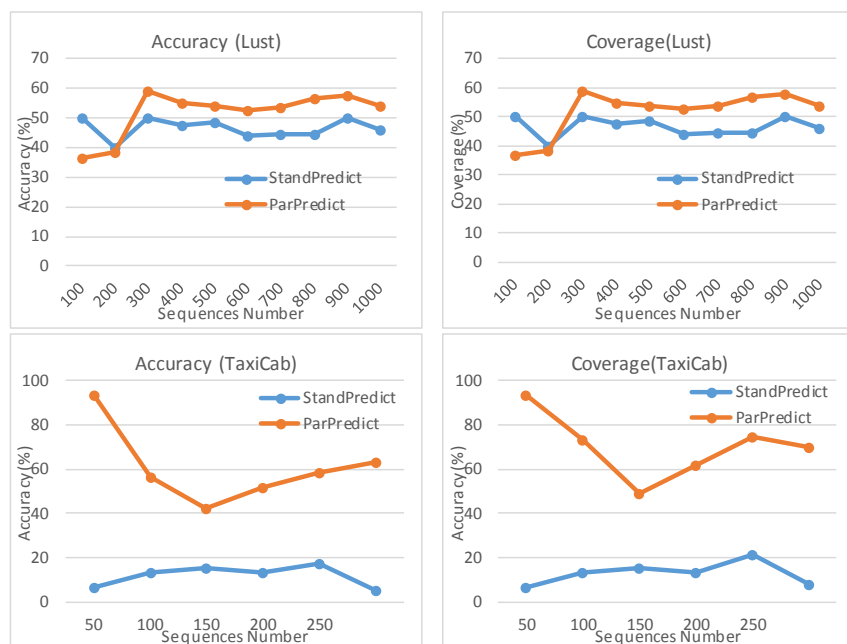 Accuracy (Lust)
70
60
50
40
30
20
10
0
Accuracy (%)
StandPredict
ParPredict
100 200 300 400 500 600 700 800 900 1000
Sequences Number
Coverage(Lust)
70
60
50
40
30
20
10
0
Coverage(%)
StandPredict
ParPredict
100 200 300 400 500 600 700 800 900 1000
Sequences Number
Accuracy (TaxiCab)
100
80
60
40
20
0
Accuracy (%)
StandPredict
ParPredict
50 100 150 200 250
Sequences Number
Coverage(TaxiCab)
100
80
60
40
20
0
Accuracy (%)
StandPredict
ParPredict
50 100 150 200 250
Sequences Number